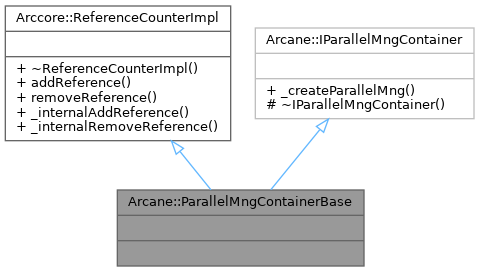 Arccore::ReferenceCounterImpl
+ ~ReferenceCounterImpl()
+ addReference()
+ removeReference()
+ _internalAddReference()
+ _internalRemoveReference()
Arcane::IParallelMngContainer
+ _createParallelMng()
# ~IParallelMngContainer()
Arcane::ParallelMngContainerBase